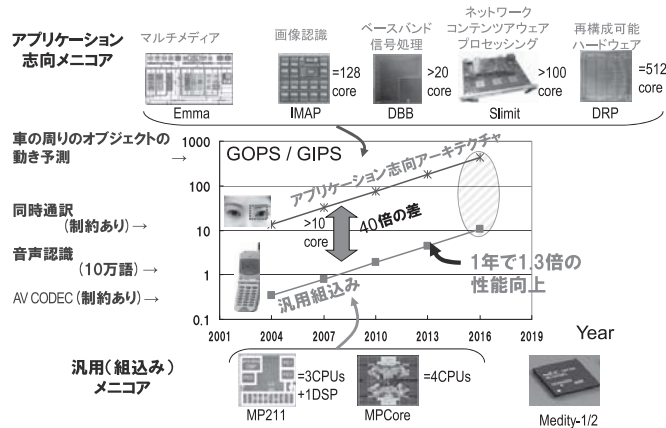 アプリケーション
志向メニコア
マルチメディア
画像認識
ベースバンド
信号処理
ネットワーク
コンテンツアウェア
プロセッシング
再構成可能
ハードウェア
=128
core
>20
core
>100
core
=512
core
Emma
IMAP
DBB
Slimit
DRP
車の周りのオブジェクトの
動き予測
→
同時通訳
(制約あり) →
音声認識
(10万語) →
AV CODEC (制約あり) →
1000
100
10
1
0.1
GOPS / GIPS
アプリケーション志向アーキテクチャ
>10
core
40倍の差
汎用組込み
1年で1.3倍の
性能向上
2001
2004
2007
2010
2013
2016
2019
Year
汎用(組込み)
メニコア
=3CPUs
+1DSP
MP211
=4CPUs
MPCore
Medity-1/2